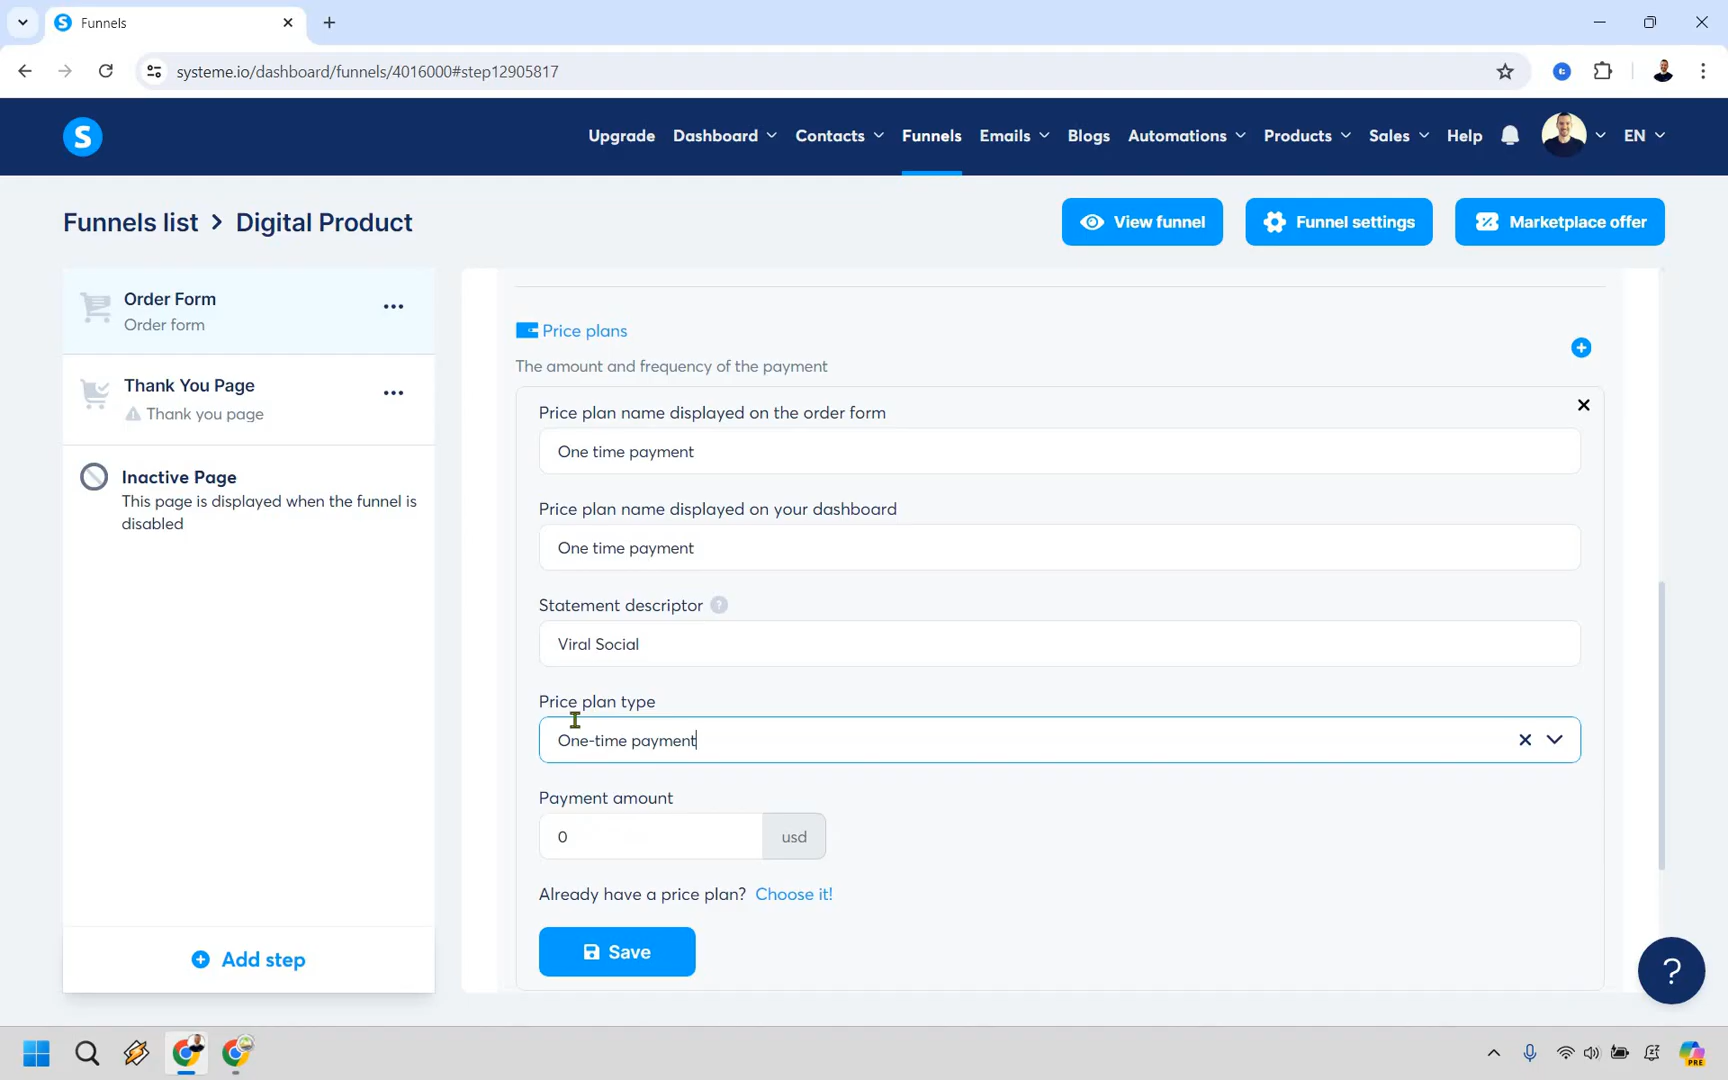 Funnels
systeme.io/dashboard/funnels/4016000#step12905817
S
Upgrade Dashboard Contacts Funnels Emails Blogs Automations Products Sales Help EN
Funnels list > Digital Product
View funnel
Funnel settings
Marketplace offer
Order Form
Order form
Thank You Page
Thank you page
Inactive Page
This page is displayed when the funnel is
disabled
Add step
Price plans
The amount and frequency of the payment
Price plan name displayed on the order form
One time payment
Price plan name displayed on your dashboard
One time payment
Statement descriptor ?
Viral Social
Price plan type
One-time payment
Payment amount
0 usd
Already have a price plan? Choose it!
Save
?
PRE